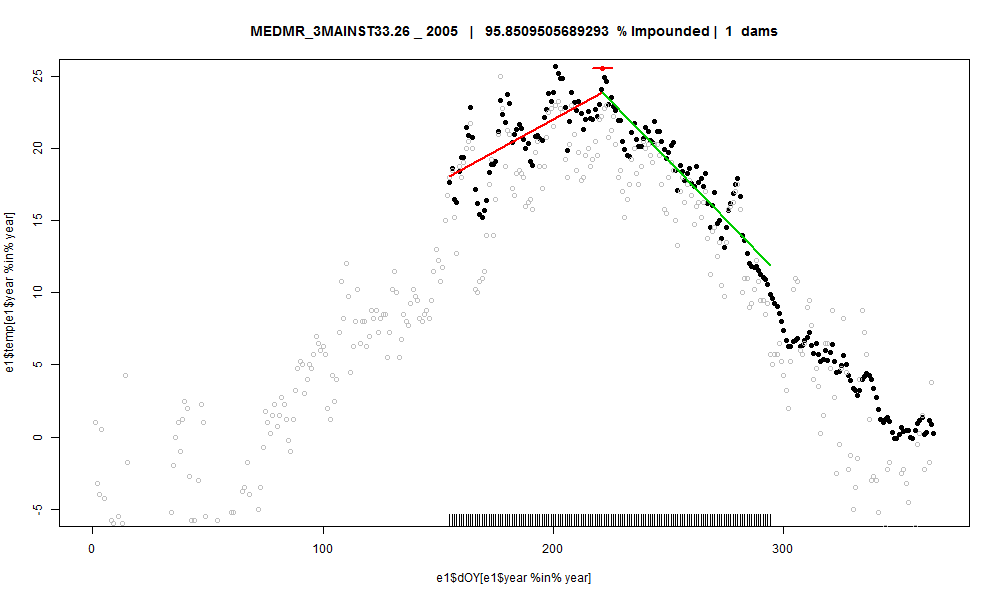 MEDMR_3MAINST33.26 _ 2005 | 95.8509505689293 % Impounded | 1 dams
25
20
15
10
5
0
-5
e1$temp[e1$year %in% year]
0 100 200 300
e1$dOY[e1$year %in% year]